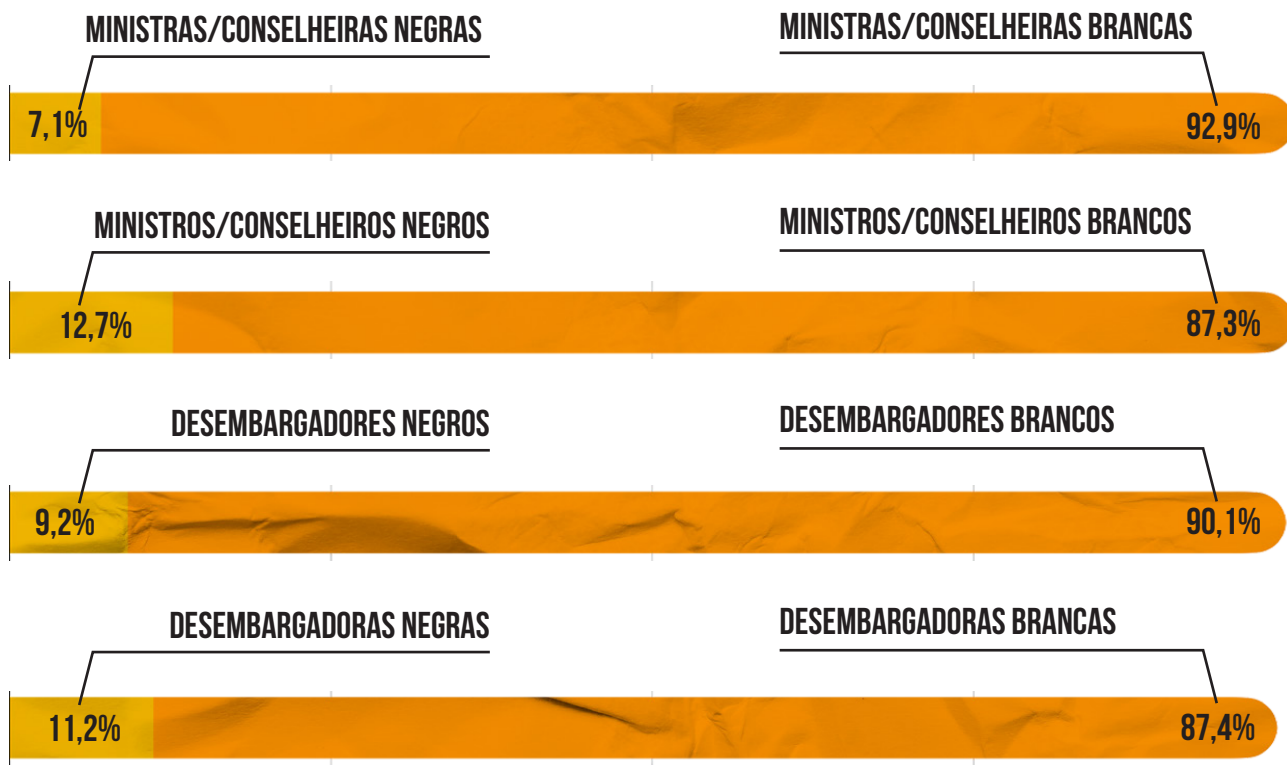 MINISTRAS/CONSELHEIRAS NEGRAS
MINISTRAS/CONSELHEIRAS BRANCAS
7,1%
92,9%
MINISTROS/CONSELHEIROS NEGROS
MINISTROS/CONSELHEIROS BRANCOS
12,7%
87,3%
DESEMBARGADORES NEGROS
DESEMBARGADORES BRANCOS
9,2%
90,1%
DESEMBARGADORAS NEGRAS
DESEMBARGADORAS BRANCAS
11,2%
87,4%